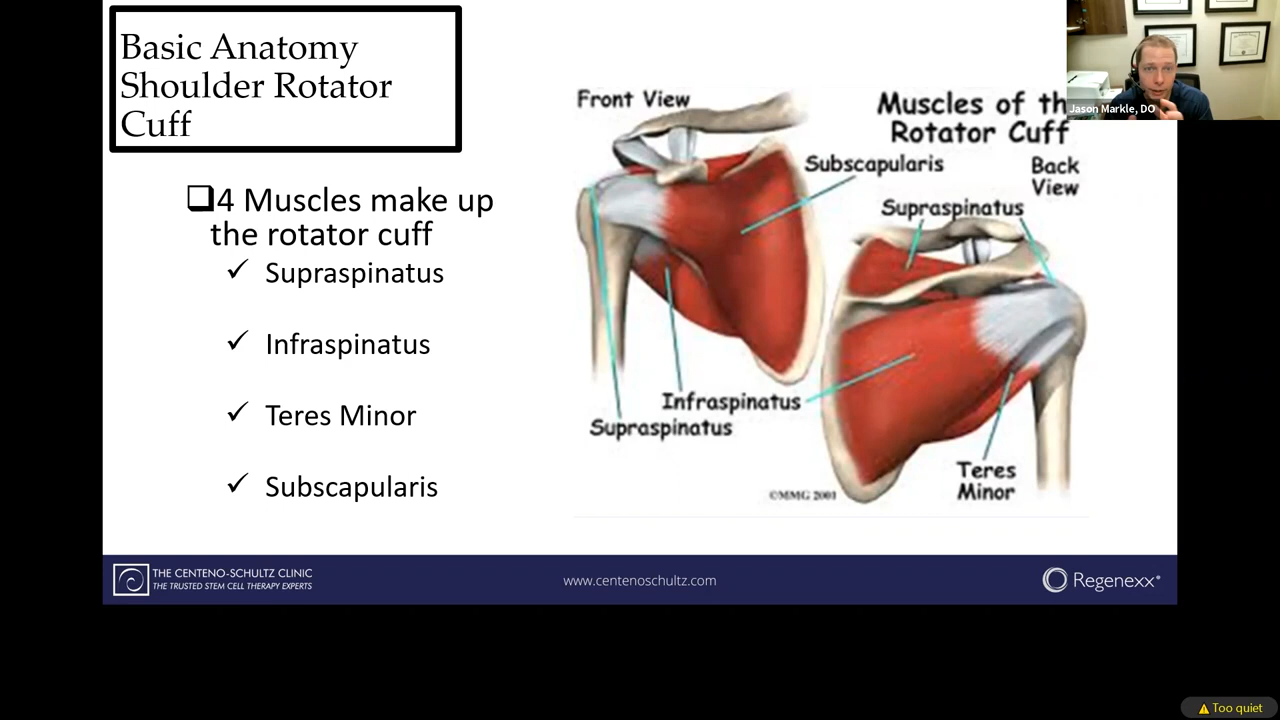 Basic Anatomy
Shoulder Rotator
Cuff
4 Muscles make up
the rotator cuff
Supraspinatus
Infraspinatus
Teres Minor
Subscapularis
Front View
Muscles of th
Rotator Cuff
Subscapularis
Back
View
Supraspinatus
Infraspinatus
Supraspinatus
Teres
Minor
©MMG 2001
Jason Markle, DO
THE CENTENO-SCHULTZ CLINIC
THE TRUSTED STEM CELL THERAPY EXPERTS
www.centenoschultz.com
Regenexx®
Too quiet